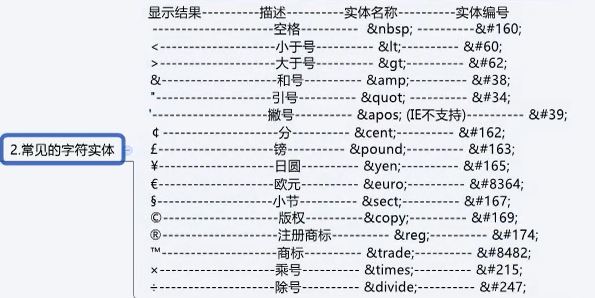 显示结果----------描述----------实体名称----------实体编号
--------------------空格---------- &nbsp; ----------&#160;
<--------------------小于号---------- &lt; ---------- &#60;
>--------------------大于号---------- &gt; ---------- &#62;
&--------------------和号---------- &amp; ---------- &#38;
"--------------------引号---------- &quot; ---------- &#34;
'--------------------撇号---------- &apos; (IE不支持)---------- &#39;
2.常见的字符实体
￠--------------------分---------- &cent; ---------- &#162;
£--------------------镑---------- &pound; ---------- &#163;
¥--------------------日圆---------- &yen; ---------- &#165;
€--------------------欧元---------- &euro; ---------- &#8364;
§--------------------小节---------- &sect; ---------- &#167;
©--------------------版权----------&copy; ---------- &#169;
®--------------------注册商标---------- &reg; ---------- &#174;
™--------------------商标---------- &trade; ---------- &#8482;
×--------------------乘号---------- &times; ---------- &#215;
÷--------------------除号---------- &divide; ---------- &#247;